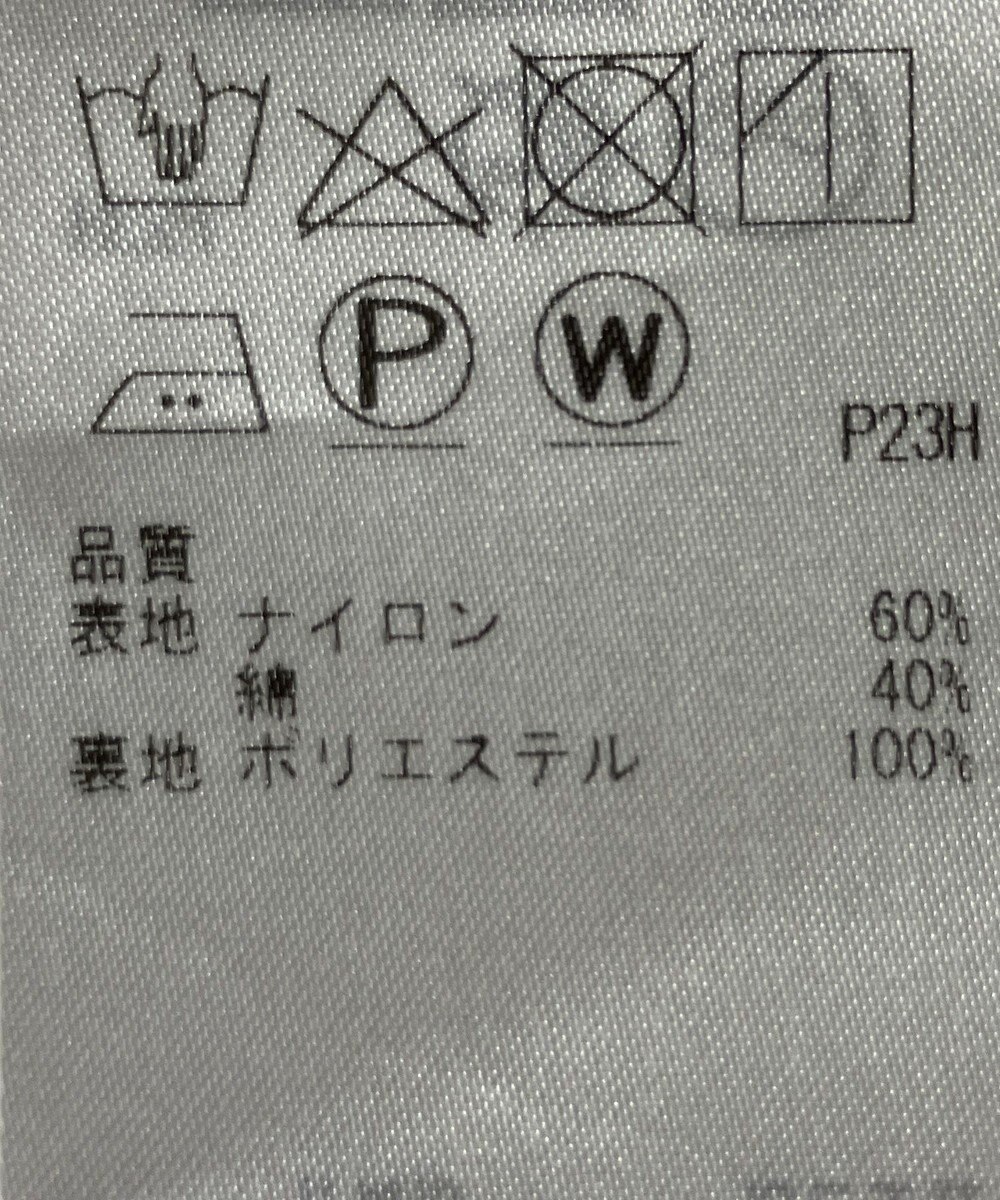 P
W
P23H
品質
表地 ナイロン 60%
綿 40%
裏地 ポリエステル 100%